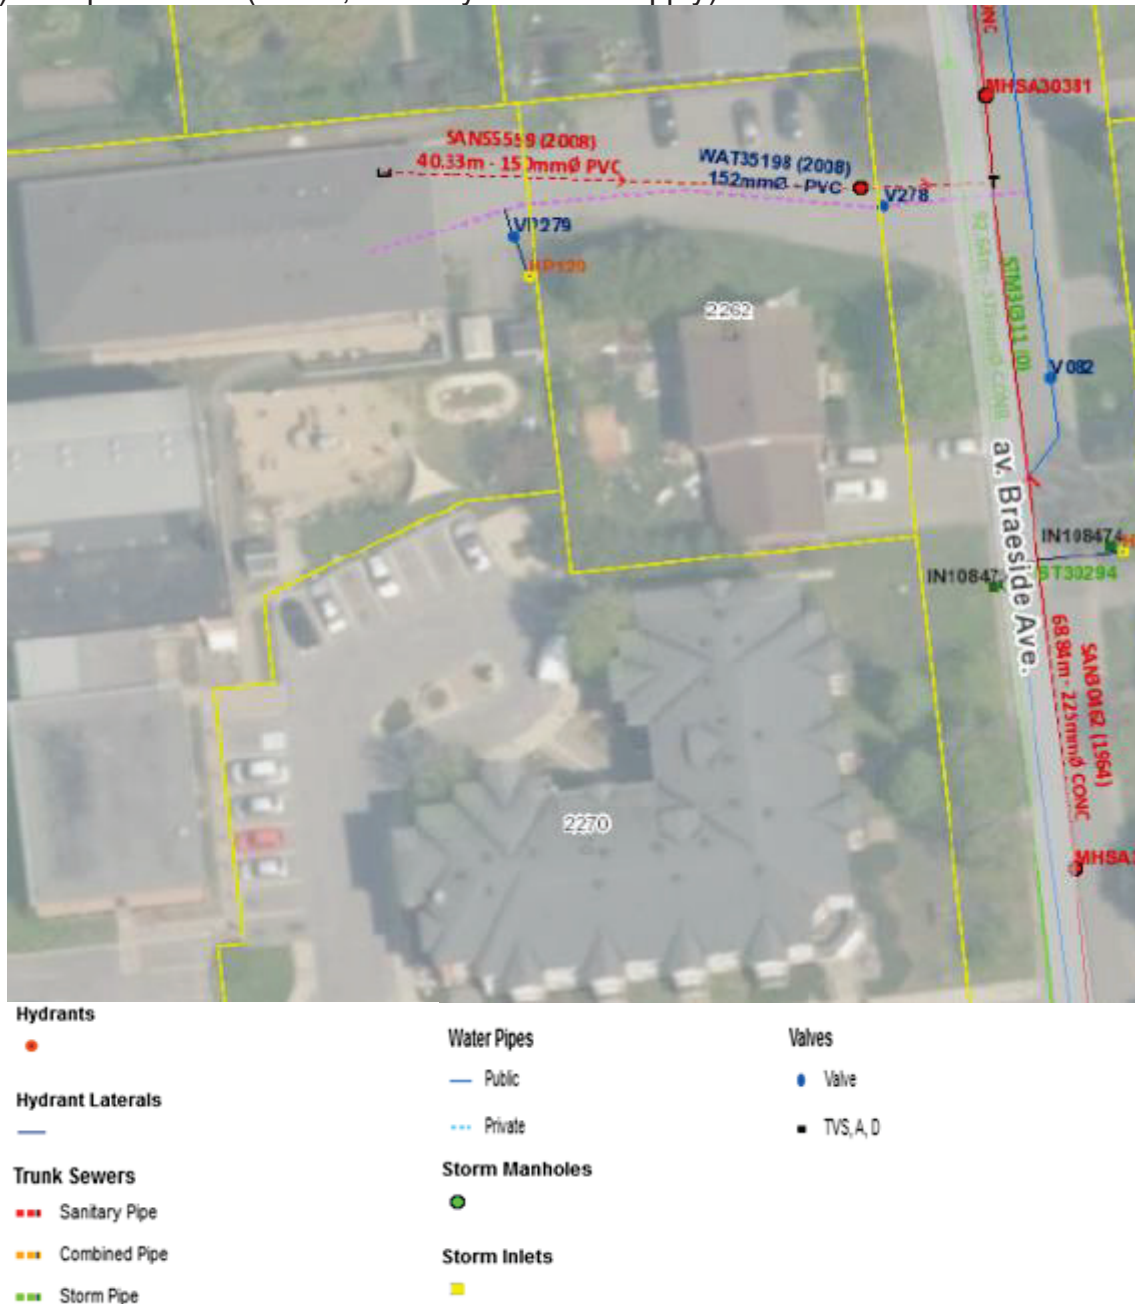 MHSA30381
SAN55559 (2008)
40.33m - 150mmØ PVC
WAT35198 (2008)
152mmØ - PVC
V278
VP279
2262
V 082
av. Braeside Ave.
IN108474
IN10847
ST30294
SAN30162 (1964)
68.84m - 225mmØ CONC
2270
MHSA3
Hydrants
Hydrant Laterals
Trunk Sewers
Sanitary Pipe
Combined Pipe
Storm Pipe
Water Pipes
Public
Private
Storm Manholes
Storm Inlets
Valves
Valve
TVS, A, D